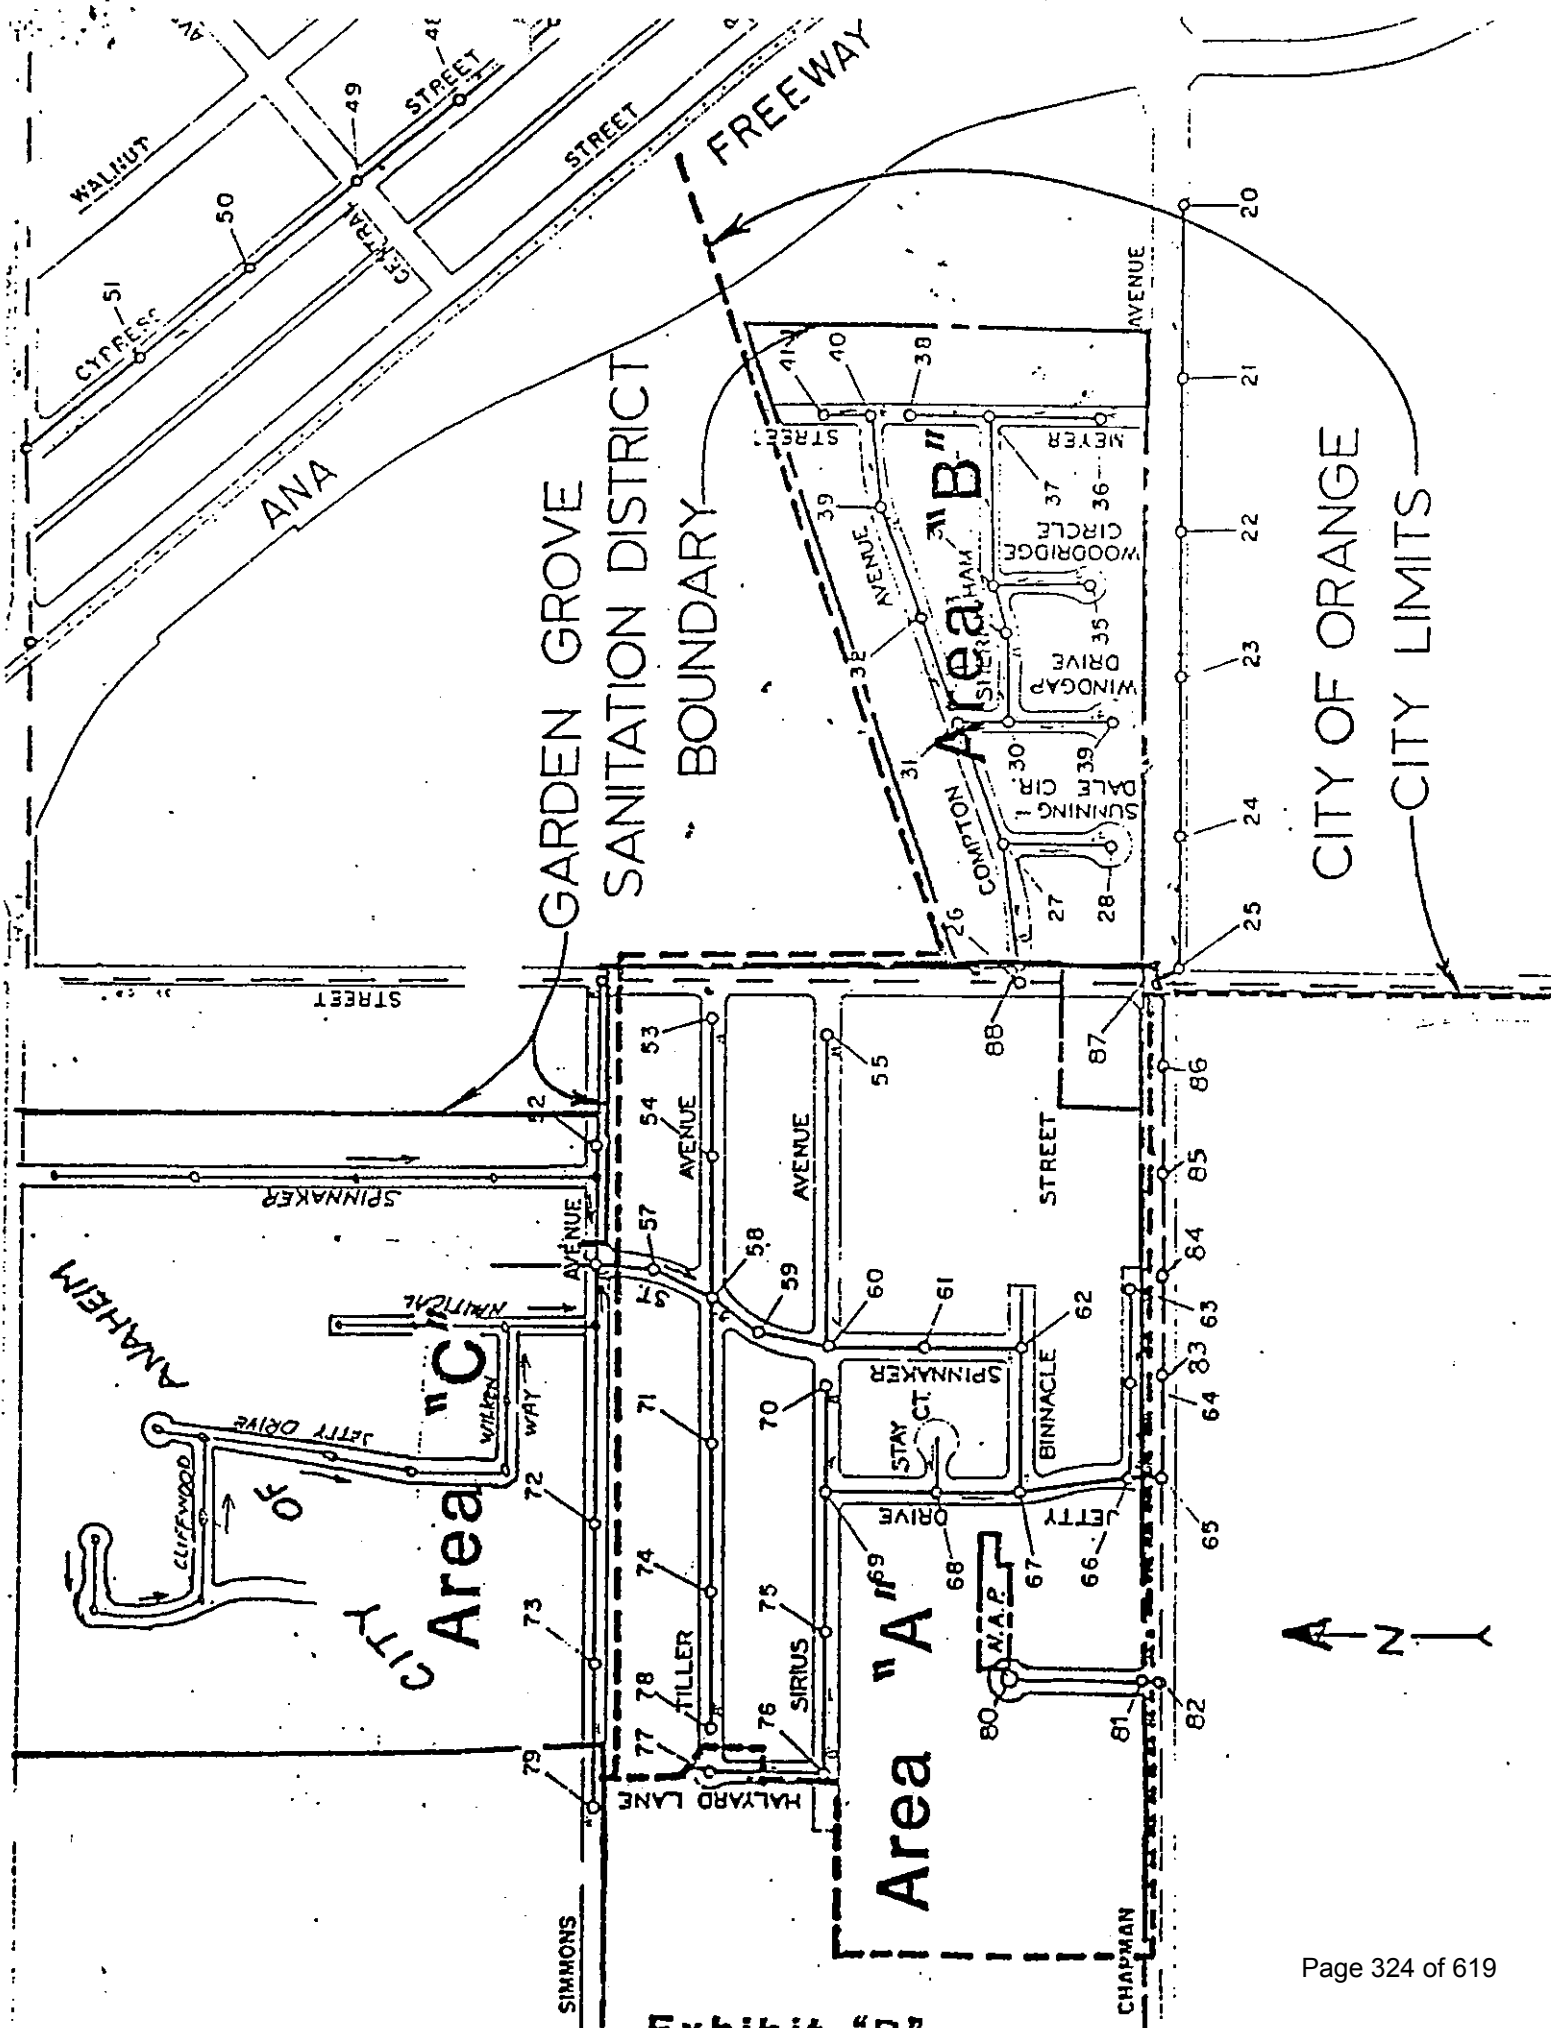 WALNUT
STREET
48
49
50
51
CYPRESS
CENTRAL
STREET
FREEWAY
ANA
GARDEN GROVE
SANITATION DISTRICT
BOUNDARY
CITY OF ORANGE
CITY LIMITS
AVENUE
20
21
22
23
24
25
Area "B"
STREET
MEYER
41
40
38
39
37
36
35
WOODRIDGE
CIRCLE
WINDGAP
DRIVE
AVENUE
COMPTON
31
30
39
SUNNING-
DALE CIR.
26
27
28
STREET
88
87
86
85
84
83
82
81
80
52
53
54
55
57
58
59
60
61
62
63
64
65
66
67
68
69
70
71
72
73
74
75
76
77
78
79
SPINNAKER
AVENUE
ST.
AVENUE
AVENUE
STREET
NAUTICAL
WILKEN
WAY
JETTY DRIVE
CLIFFWOOD
CITY
OF
ANAHEIM
Area "C"
SPINNAKER
STAY
CT.
BINNACLE
DRIVE
JETTY
TILLER
SIRIUS
HALYARD LANE
N.A.P.
Area "A"
SIMMONS
CHAPMAN
N
Exhibit
Page 324 of 619